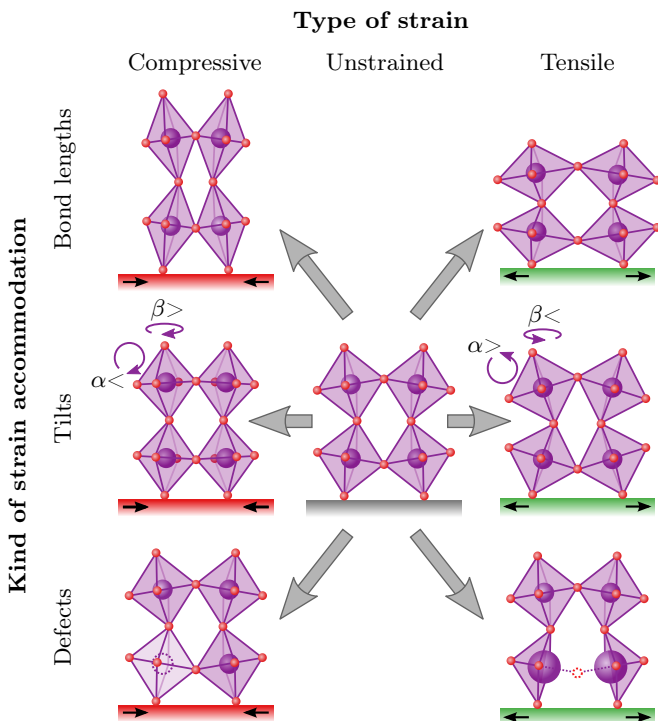 Type of strain
Compressive Unstrained Tensile
Kind of strain accommodation
Bond lengths
β>
α<
β<
α>
Tilts
Defects